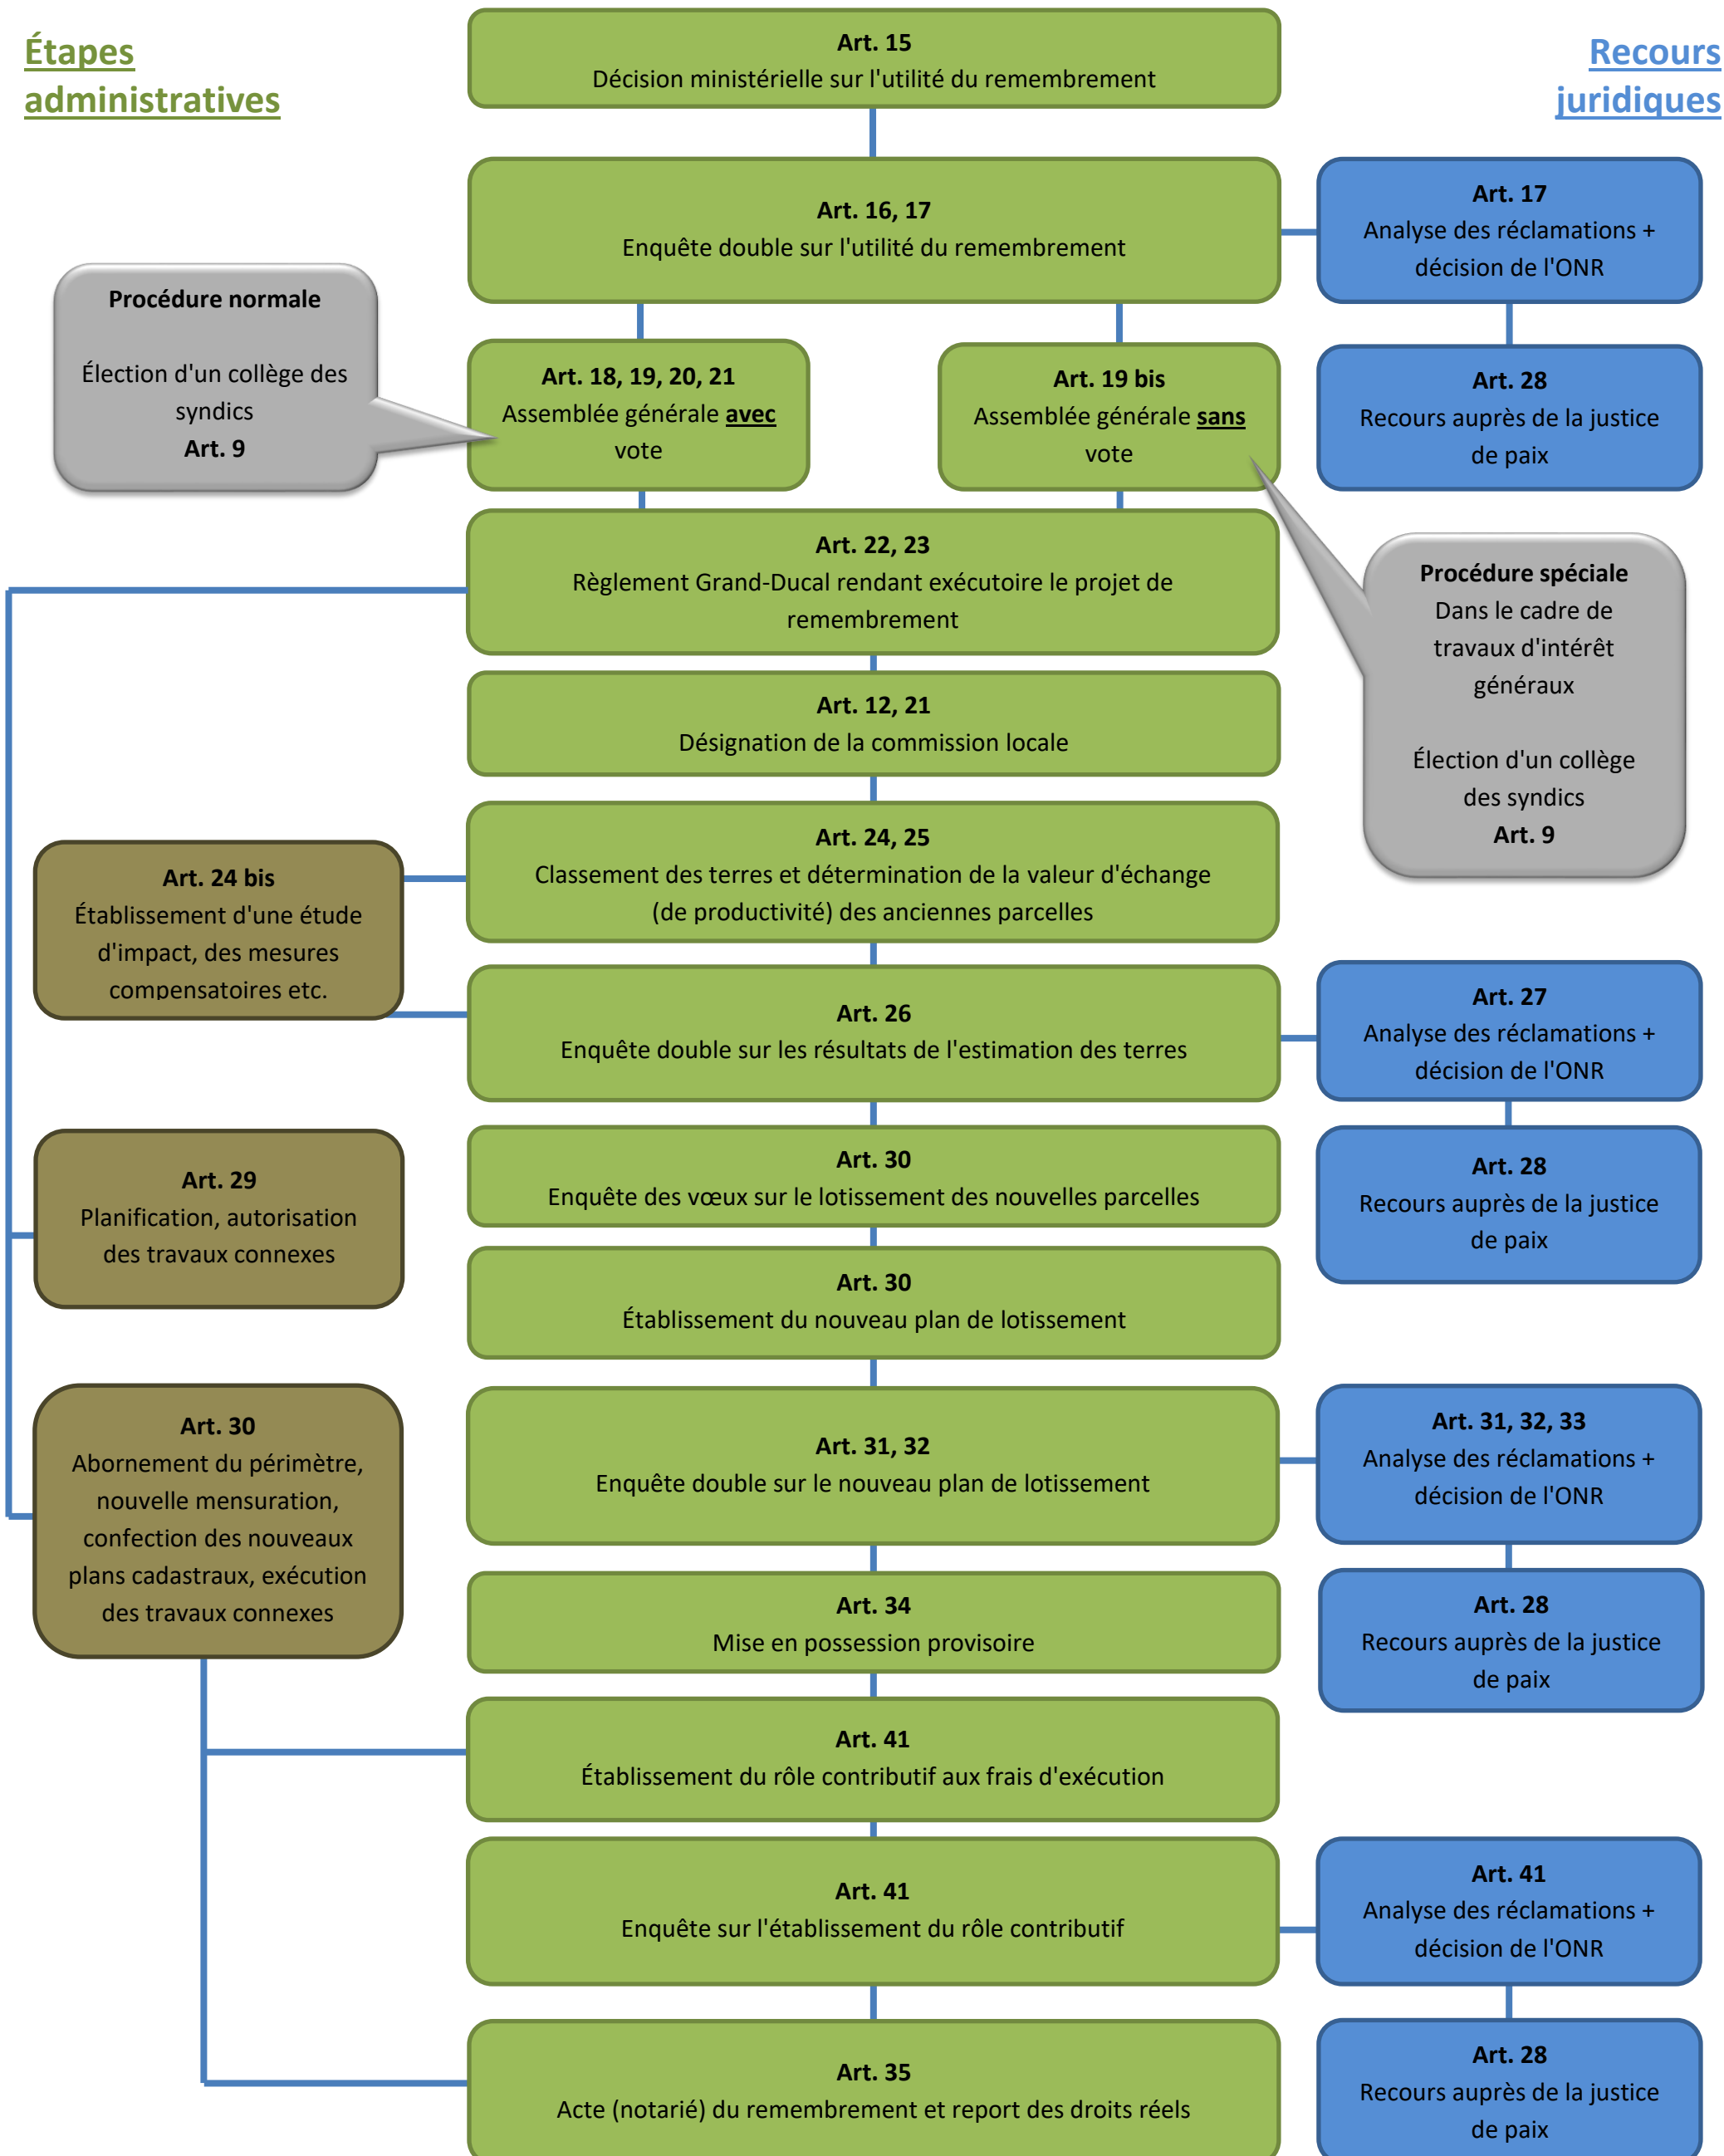 Étapes
administratives
Recours
juridiques
Art. 15
Décision ministérielle sur l'utilité du remembrement
Art. 16, 17
Enquête double sur l'utilité du remembrement
Art. 17
Analyse des réclamations +
décision de l'ONR
Procédure normale
Élection d'un collège des
syndics
Art. 9
Art. 18, 19, 20, 21
Assemblée générale avec
vote
Art. 19 bis
Assemblée générale sans
vote
Art. 28
Recours auprès de la justice
de paix
Art. 22, 23
Règlement Grand-Ducal rendant exécutoire le projet de
remembrement
Procédure spéciale
Dans le cadre de
travaux d'intérêt
généraux
Élection d'un collège
des syndics
Art. 9
Art. 12, 21
Désignation de la commission locale
Art. 24, 25
Classement des terres et détermination de la valeur d'échange
(de productivité) des anciennes parcelles
Art. 24 bis
Établissement d'une étude
d'impact, des mesures
compensatoires etc.
Art. 26
Enquête double sur les résultats de l'estimation des terres
Art. 27
Analyse des réclamations +
décision de l'ONR
Art. 29
Planification, autorisation
des travaux connexes
Art. 30
Enquête des vœux sur le lotissement des nouvelles parcelles
Art. 28
Recours auprès de la justice
de paix
Art. 30
Établissement du nouveau plan de lotissement
Art. 30
Abornement du périmètre,
nouvelle mensuration,
confection des nouveaux
plans cadastraux, exécution
des travaux connexes
Art. 31, 32
Enquête double sur le nouveau plan de lotissement
Art. 31, 32, 33
Analyse des réclamations +
décision de l'ONR
Art. 34
Mise en possession provisoire
Art. 28
Recours auprès de la justice
de paix
Art. 41
Établissement du rôle contributif aux frais d'exécution
Art. 41
Enquête sur l'établissement du rôle contributif
Art. 41
Analyse des réclamations +
décision de l'ONR
Art. 35
Acte (notarié) du remembrement et report des droits réels
Art. 28
Recours auprès de la justice
de paix